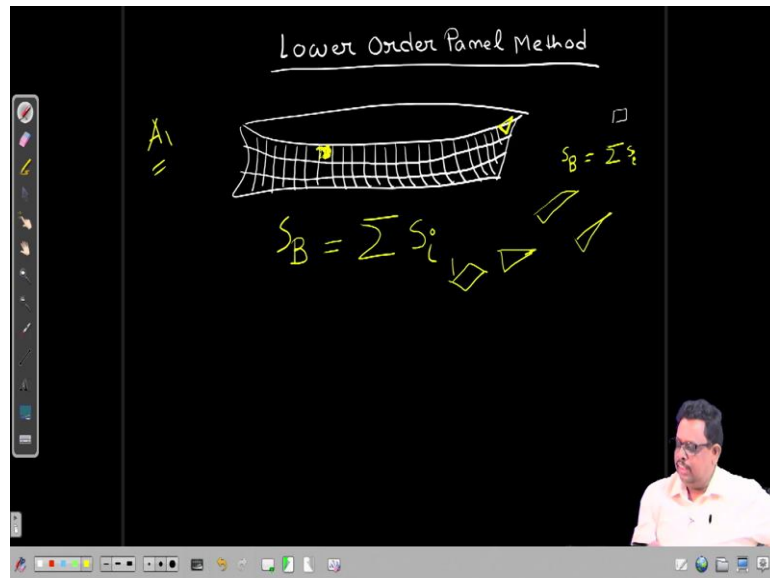 Lower Order Panel Method
A1
S_B = Σ S_i
S_B = Σ S_i